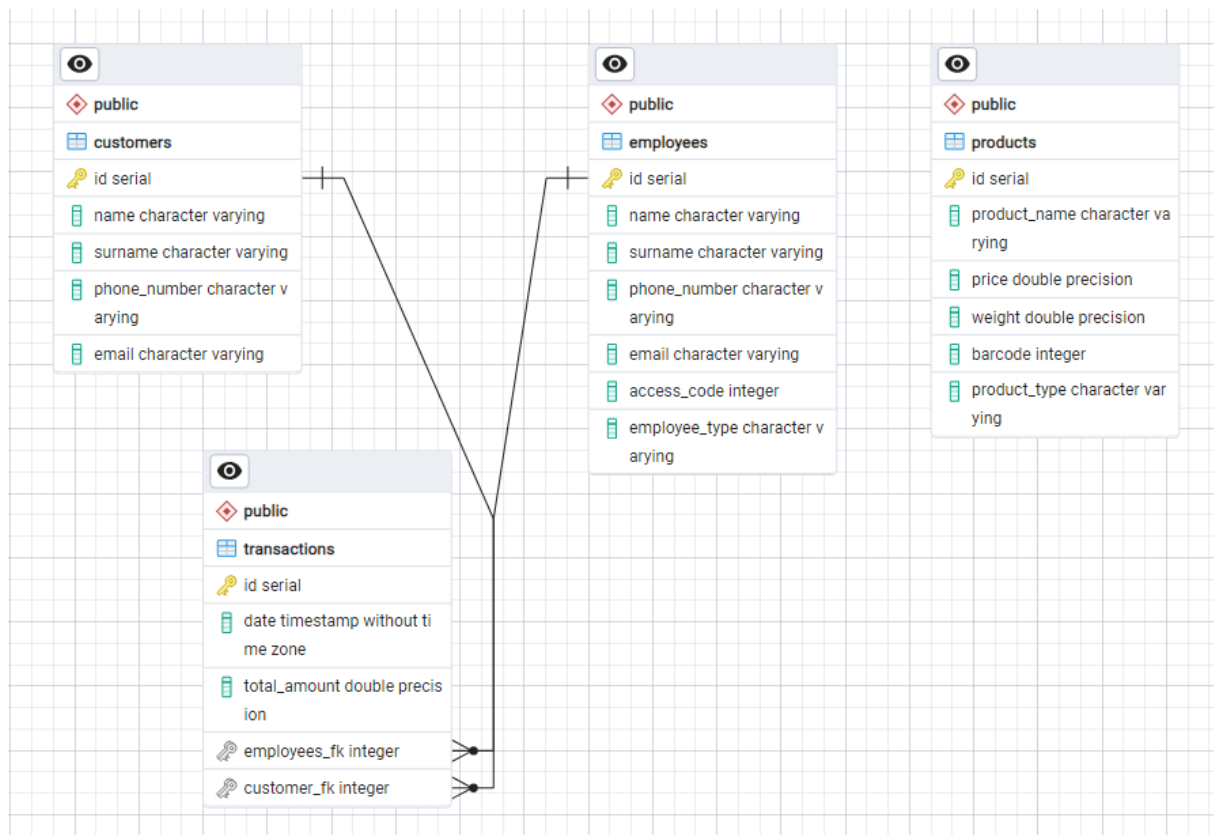 public
customers
id serial
name character varying
surname character varying
phone_number character v
arying
email character varying
public
employees
id serial
name character varying
surname character varying
phone_number character v
arying
email character varying
access_code integer
employee_type character v
arying
public
products
id serial
product_name character va
rying
price double precision
weight double precision
barcode integer
product_type character var
ying
public
transactions
id serial
date timestamp without ti
me zone
total_amount double precis
ion
employees_fk integer
customer_fk integer